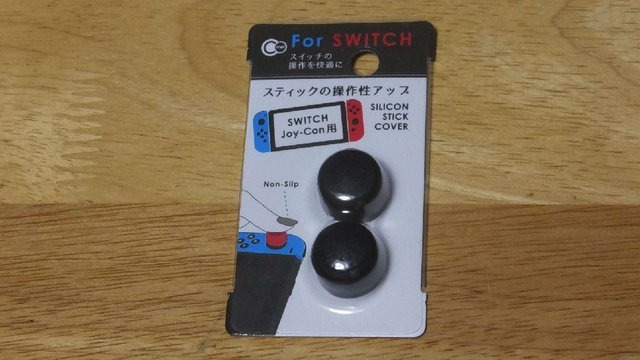 For SWITCH
スイッチの
操作を快適に
スティックの操作性アップ
SWITCH
Joy-Con用
SILICON
STICK
COVER
Non-Slip